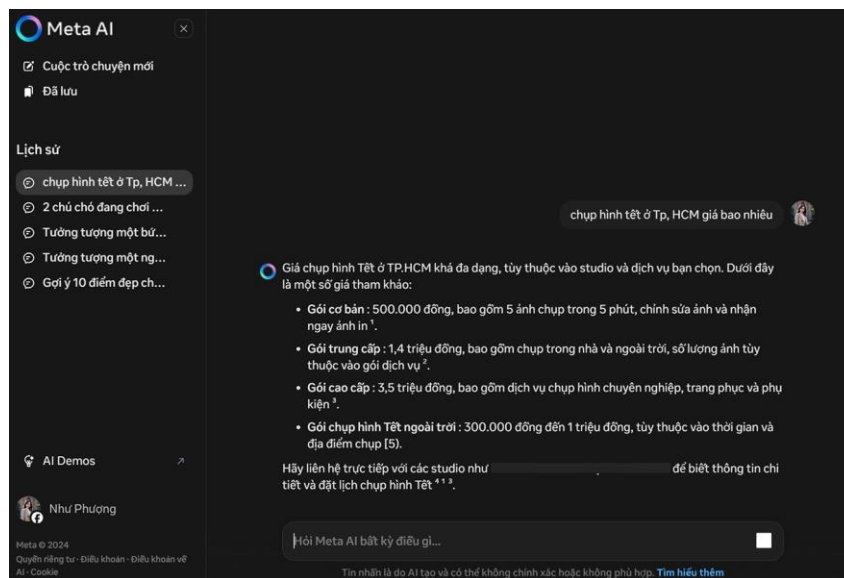 Meta AI
Cuộc trò chuyện mới
Đã lưu
Lịch sử
chụp hình tết ở Tp, HCM ...
2 chú chó đang chơi ...
Tưởng tượng một bứ...
Tưởng tượng một ng...
Gợi ý 10 điểm đẹp ch...
AI Demos
Như Phượng
Meta © 2024
Quyền riêng tư · Điều khoản · Điều khoản về
AI · Cookie
chụp hình tết ở Tp, HCM giá bao nhiêu
Giá chụp hình Tết ở TP.HCM khá đa dạng, tùy thuộc vào studio và dịch vụ bạn chọn. Dưới đây
là một số giá tham khảo:
• Gói cơ bản : 500.000 đồng, bao gồm 5 ảnh chụp trong 5 phút, chỉnh sửa ảnh và nhận
ngay ảnh in ¹.
• Gói trung cấp : 1,4 triệu đồng, bao gồm chụp trong nhà và ngoài trời, số lượng ảnh tùy
thuộc vào gói dịch vụ ².
• Gói cao cấp : 3,5 triệu đồng, bao gồm dịch vụ chụp hình chuyên nghiệp, trang phục và phụ
kiện ³.
• Gói chụp hình Tết ngoài trời : 300.000 đồng đến 1 triệu đồng, tùy thuộc vào thời gian và
địa điểm chụp [5).
Hãy liên hệ trực tiếp với các studio như để biết thông tin chi
tiết và đặt lịch chụp hình Tết ⁴ ¹ ³.
Hỏi Meta AI bất kỳ điều gì...
Tin nhắn là do AI tạo và có thể không chính xác hoặc không phù hợp. Tìm hiểu thêm